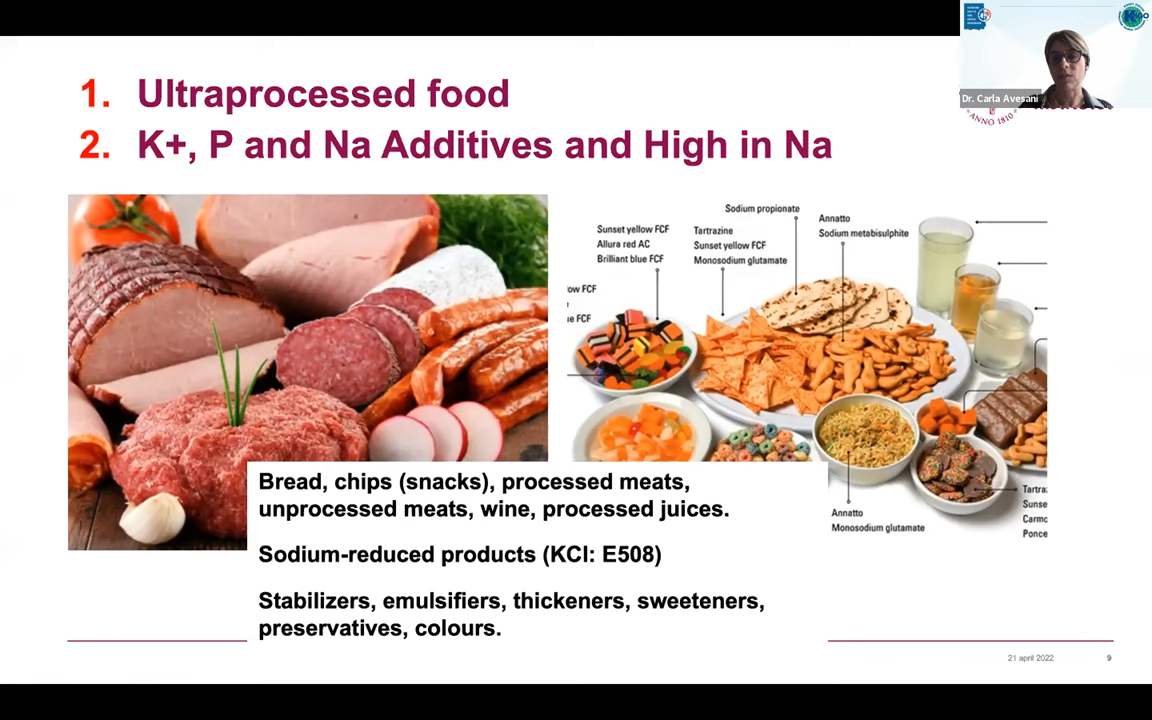 1. Ultraprocessed food
2. K+, P and Na Additives and High in Na
Dr. Carla Avesani
ANNO 1810
Sodium propionate
Sunset yellow FCF
Allura red AC
Brilliant blue FCF
Tartrazine
Sunset yellow FCF
Monosodium glutamate
Annatto
Sodium metabisulphite
ow FCF
e FCF
Annatto
Monosodium glutamate
Tartra
Sunse
Carmo
Ponce
Bread, chips (snacks), processed meats,
unprocessed meats, wine, processed juices.
Sodium-reduced products (KCl: E508)
Stabilizers, emulsifiers, thickeners, sweeteners,
preservatives, colours.
21 april 2022
9